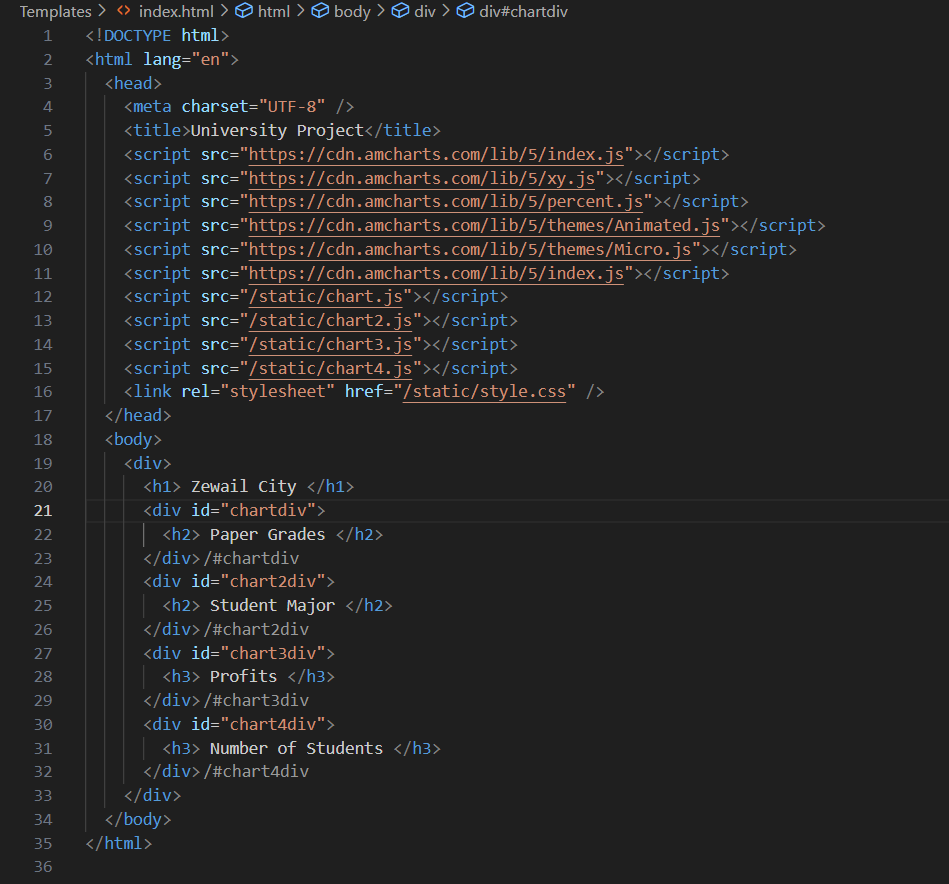 Templates > <> index.html > html > body > div > div#chartdiv
1 <!DOCTYPE html>
2 <html lang="en">
3 <head>
4 <meta charset="UTF-8" />
5 <title>University Project</title>
6 <script src="https://cdn.amcharts.com/lib/5/index.js"></script>
7 <script src="https://cdn.amcharts.com/lib/5/xy.js"></script>
8 <script src="https://cdn.amcharts.com/lib/5/percent.js"></script>
9 <script src="https://cdn.amcharts.com/lib/5/themes/Animated.js"></script>
10 <script src="https://cdn.amcharts.com/lib/5/themes/Micro.js"></script>
11 <script src="https://cdn.amcharts.com/lib/5/index.js"></script>
12 <script src="/static/chart.js"></script>
13 <script src="/static/chart2.js"></script>
14 <script src="/static/chart3.js"></script>
15 <script src="/static/chart4.js"></script>
16 <link rel="stylesheet" href="/static/style.css" />
17 </head>
18 <body>
19 <div>
20 <h1> Zewail City </h1>
21 <div id="chartdiv">
22 <h2> Paper Grades </h2>
23 </div>/#chartdiv
24 <div id="chart2div">
25 <h2> Student Major </h2>
26 </div>/#chart2div
27 <div id="chart3div">
28 <h3> Profits </h3>
29 </div>/#chart3div
30 <div id="chart4div">
31 <h3> Number of Students </h3>
32 </div>/#chart4div
33 </div>
34 </body>
35 </html>
36